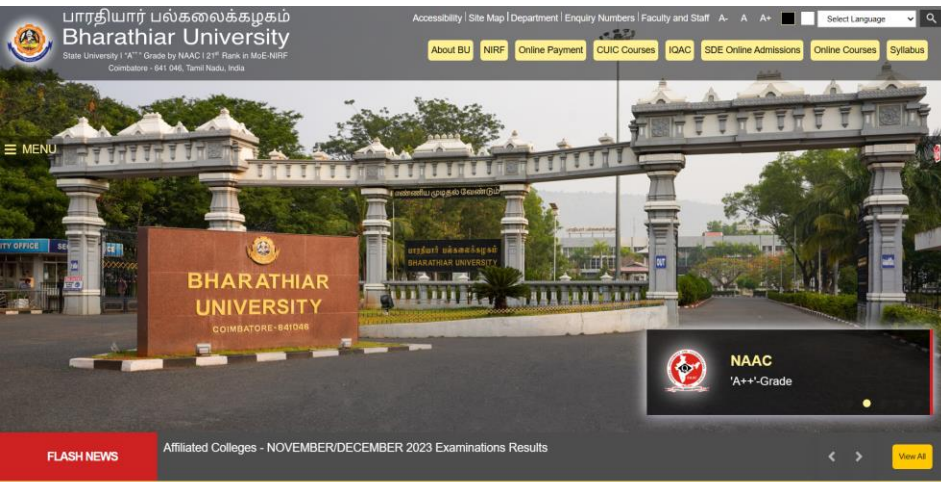 பாரதியார் பல்கலைக்கழகம்
Bharathiar University
State University | "A++" Grade by NAAC | 21st Rank in MoE-NIRF
Coimbatore - 641 046, Tamil Nadu, India
Accessibility | Site Map | Department | Enquiry Numbers | Faculty and Staff A- A A+ Select Language
About BU NIRF Online Payment CUIC Courses IQAC SDE Online Admissions Online Courses Syllabus
MENU
எண்ணிய முடிதல் வேண்டும்
பாரதியார் பல்கலைக்கழகம்
BHARATHIAR UNIVERSITY
OUT
BHARATHIAR
UNIVERSITY
COIMBATORE-641046
NAAC
'A++'-Grade
FLASH NEWS
Affiliated Colleges - NOVEMBER/DECEMBER 2023 Examinations Results
View All